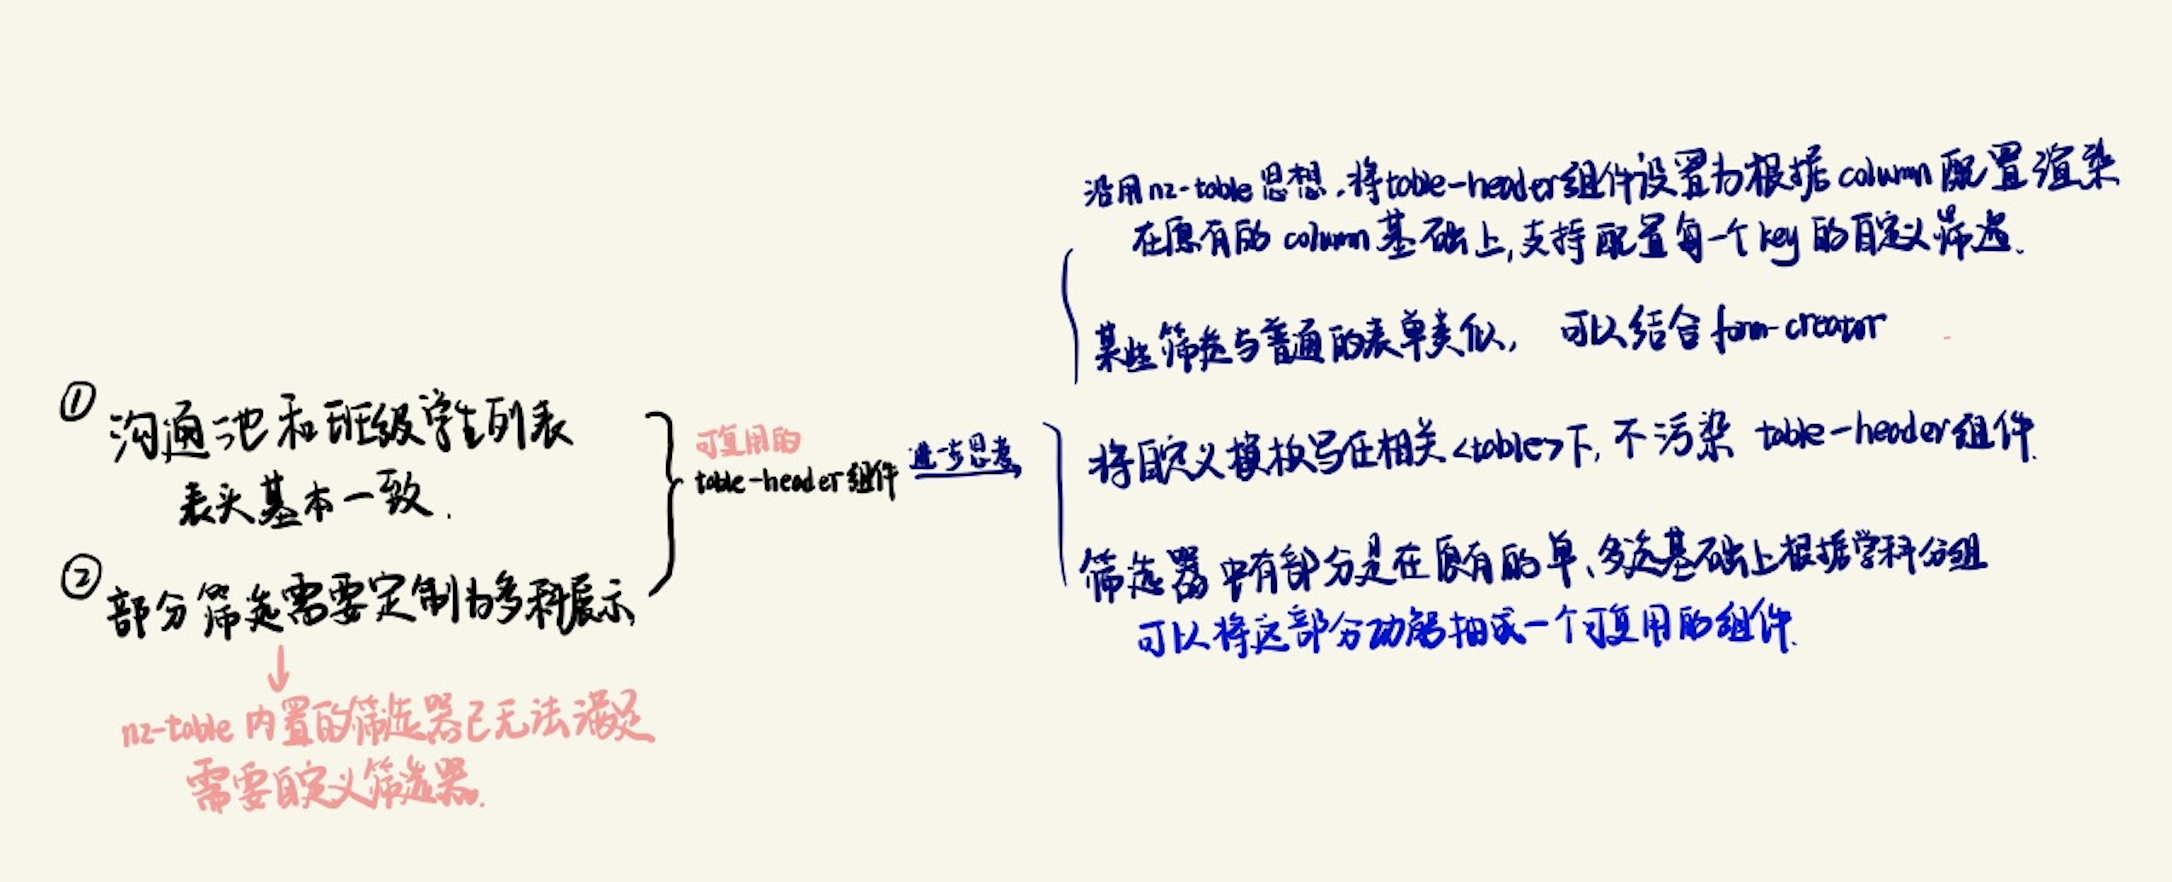 ① 沟通池和班级学生列表
表头基本一致.
② 部分筛选需要定制为多科展示
↓
nz-table 内置的筛选器已无法满足
需要自定义筛选器.
可复用的
table-header组件
进一步思考
沿用nz-table思想,将table-header组件设置为根据column配置渲染
在原有的 column基础上,支持配置每一个key的自定义筛选.
某些筛选与普通的表单类似, 可以结合form-creator
将自定义模板写在相关<table>下, 不污染 table-header组件.
筛选器中有部分是在原有的单、多选基础上根据学科分组
可以将这部分功能抽成一个可复用的组件.